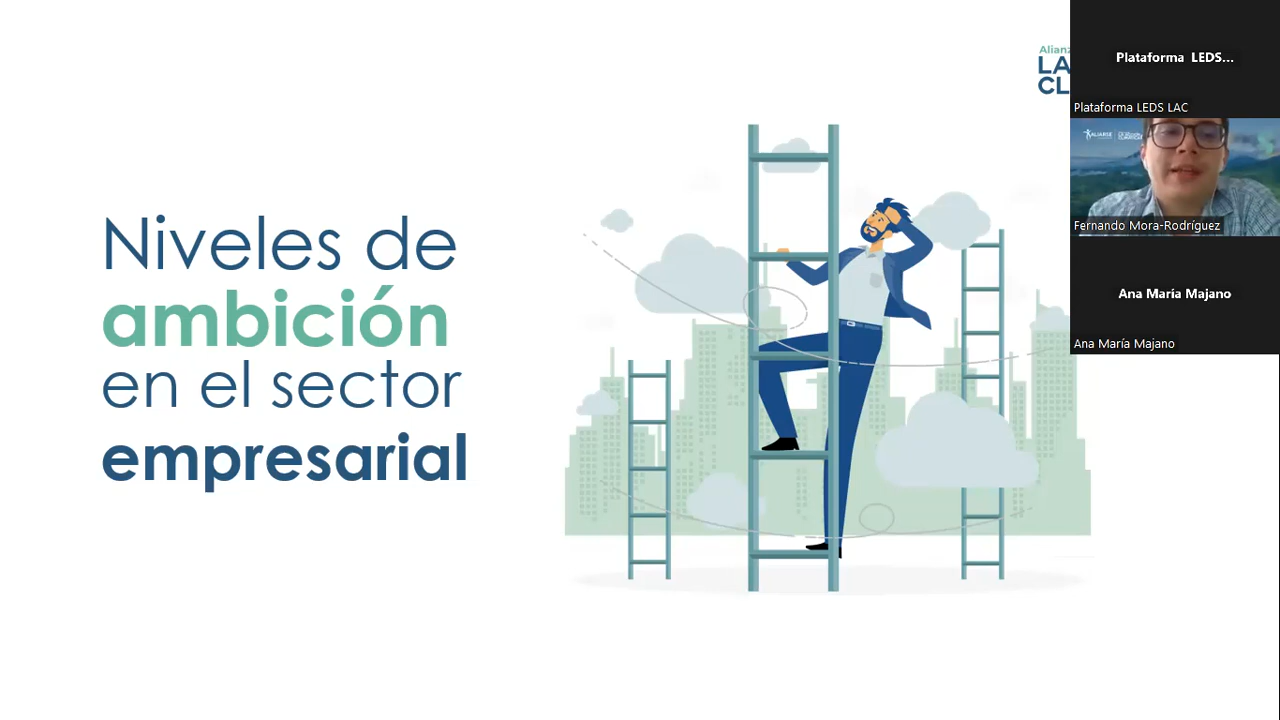 Niveles de
ambición
en el sector
empresarial
Plataforma LEDS...
Plataforma LEDS LAC
ALIARSE
Fernando Mora-Rodríguez
Ana María Majano
Ana María Majano